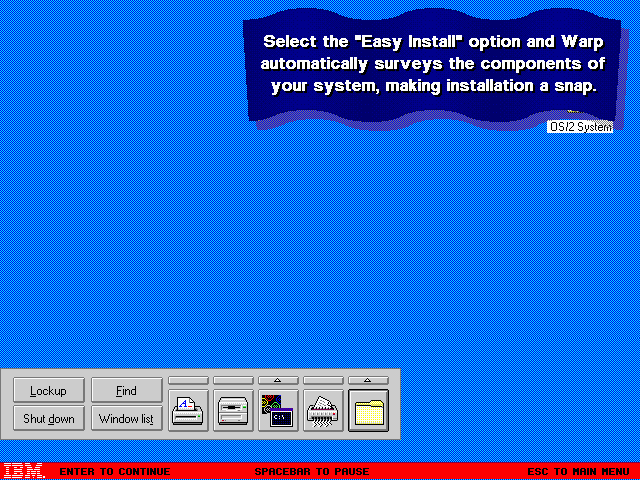 Select the "Easy Install" option and Warp
automatically surveys the components of
your system, making installation a snap.
OS/2 System
Lockup
Find
Shut down
Window list
A
C:\
IBM.
ENTER TO CONTINUE
SPACEBAR TO PAUSE
ESC TO MAIN MENU